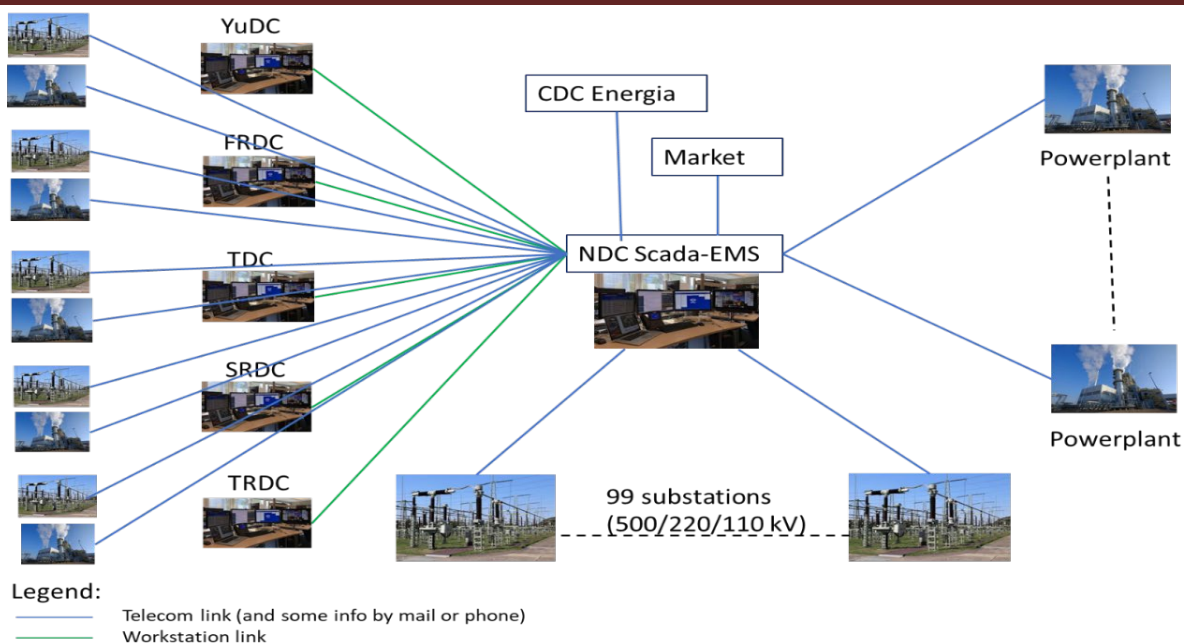 YuDC
CDC Energia
FRDC
Market
Powerplant
TDC
NDC Scada-EMS
SRDC
Powerplant
TRDC
99 substations
(500/220/110 kV)
Legend:
Telecom link (and some info by mail or phone)
Workstation link